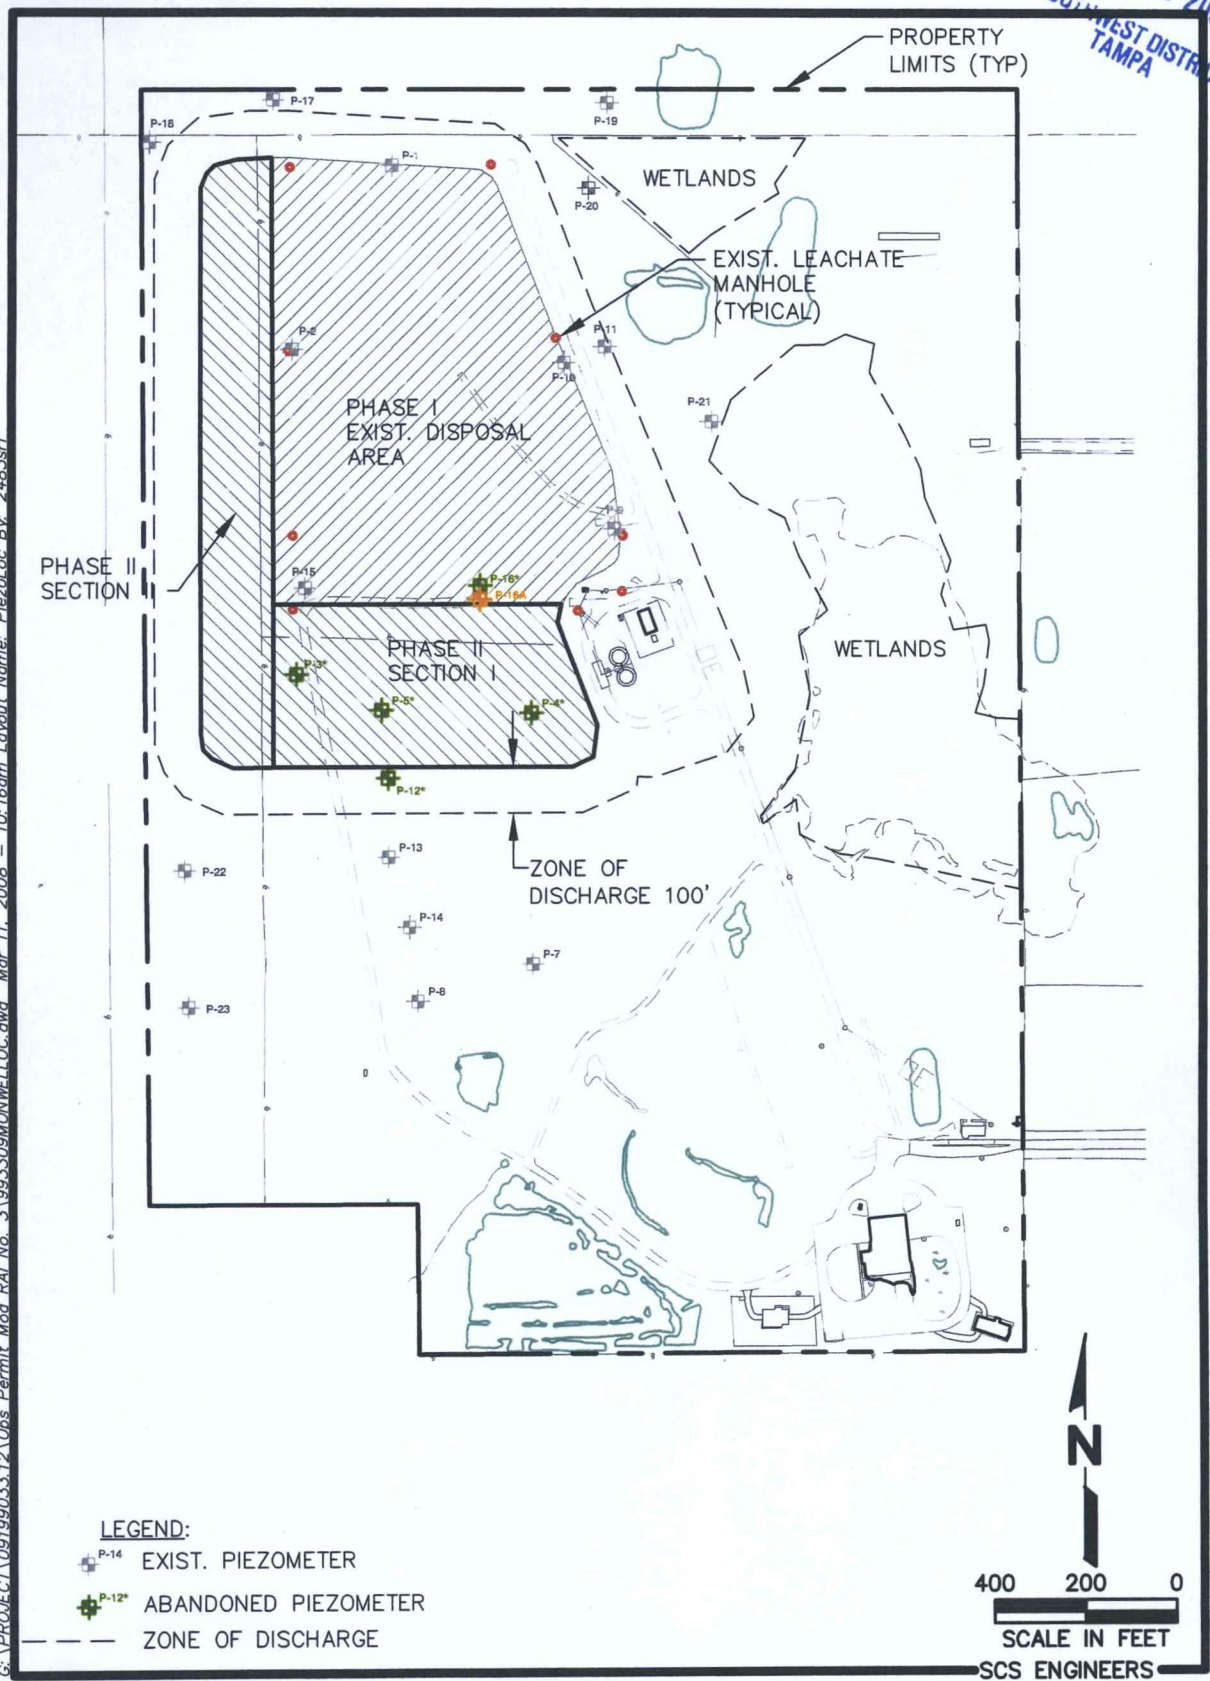 WEST DISTR
TAMPA
PROPERTY
LIMITS (TYP)
P-17
P-18
P-19
P-1
WETLANDS
P-20
EXIST. LEACHATE
MANHOLE
(TYPICAL)
P-2
P-11
P-10
P-21
PHASE I
EXIST. DISPOSAL
AREA
P-9
PHASE II
SECTION II
P-15
P-16*
P-16A
PHASE II
SECTION I
WETLANDS
P-3*
P-5*
P-4*
P-12*
P-13
P-22
ZONE OF
DISCHARGE 100'
P-14
P-7
P-8
P-23
N
LEGEND:
P-14 EXIST. PIEZOMETER
P-12* ABANDONED PIEZOMETER
ZONE OF DISCHARGE
400 200 0
SCALE IN FEET
SCS ENGINEERS